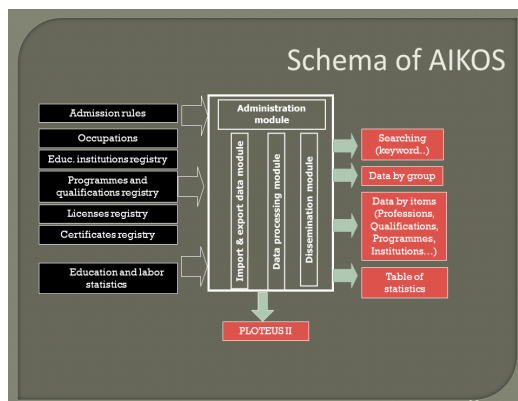 Schema of AIKOS
Admission rules
Occupations
Educ. institutions registry
Programmes and
qualifications registry
Licenses registry
Certificates registry
Education and labor
statistics
Administration
module
Import & export data module
Data processing module
Dissemination module
Searching
(keyword..)
Data by group
Data by items
(Professions,
Qualifications,
Programmes,
Institutions...)
Table of
statistics
PLOTEUS II